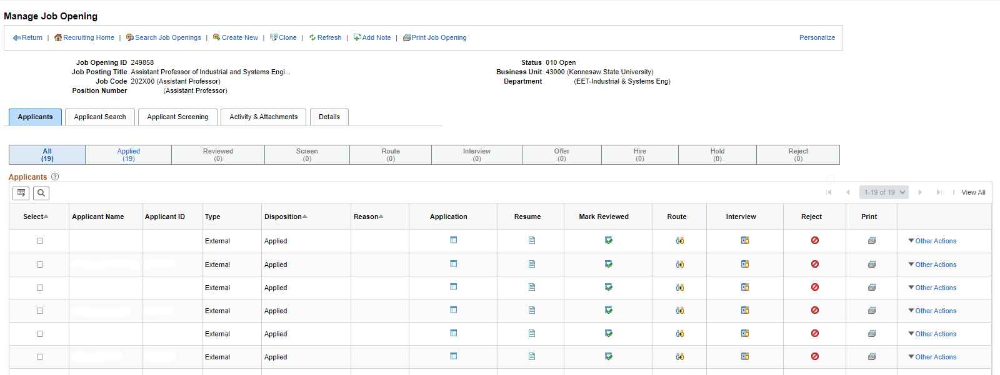 Manage Job Opening
Return | Recruiting Home | Search Job Openings | Create New | Clone | Refresh | Add Note | Print Job Opening Personalize
Job Opening ID 249858 Status 010 Open
Job Posting Title Assistant Professor of Industrial and Systems Engi... Business Unit 43000 (Kennesaw State University)
Job Code 202X00 (Assistant Professor) Department (EET-Industrial & Systems Eng)
Position Number (Assistant Professor)
Applicants Applicant Search Applicant Screening Activity & Attachments Details
All Applied Reviewed Screen Route Interview Offer Hire Hold Reject
(19) (19) (0) (0) (0) (0) (0) (0) (0) (0)
Applicants ?
1-19 of 19 | View All
Select Applicant Name Applicant ID Type Disposition Reason Application Resume Mark Reviewed Route Interview Reject Print
External Applied Other Actions
External Applied Other Actions
External Applied Other Actions
External Applied Other Actions
External Applied Other Actions
External Applied Other Actions